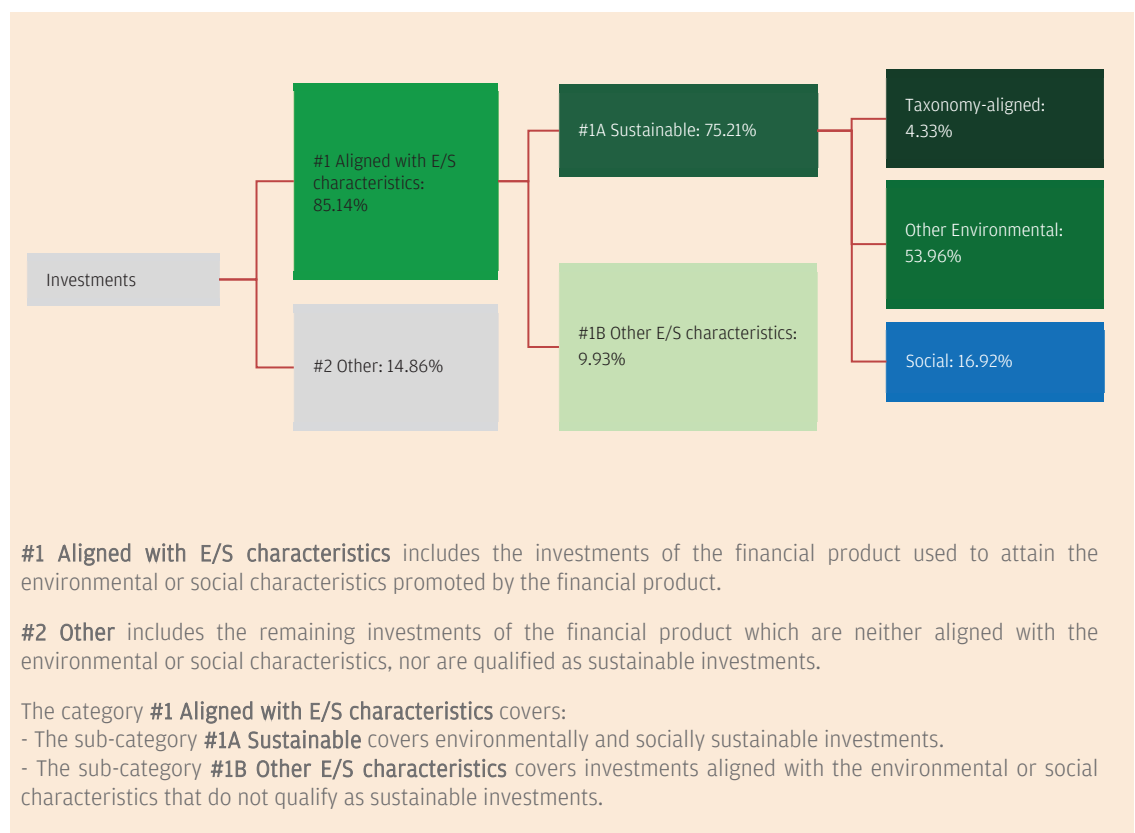 Investments
#1 Aligned with E/S
characteristics:
85.14%
#2 Other: 14.86%
#1A Sustainable: 75.21%
#1B Other E/S characteristics:
9.93%
Taxonomy-aligned:
4.33%
Other Environmental:
53.96%
Social: 16.92%
#1 Aligned with E/S characteristics includes the investments of the financial product used to attain the
environmental or social characteristics promoted by the financial product.
#2 Other includes the remaining investments of the financial product which are neither aligned with the
environmental or social characteristics, nor are qualified as sustainable investments.
The category #1 Aligned with E/S characteristics covers:
- The sub-category #1A Sustainable covers environmentally and socially sustainable investments.
- The sub-category #1B Other E/S characteristics covers investments aligned with the environmental or social
characteristics that do not qualify as sustainable investments.